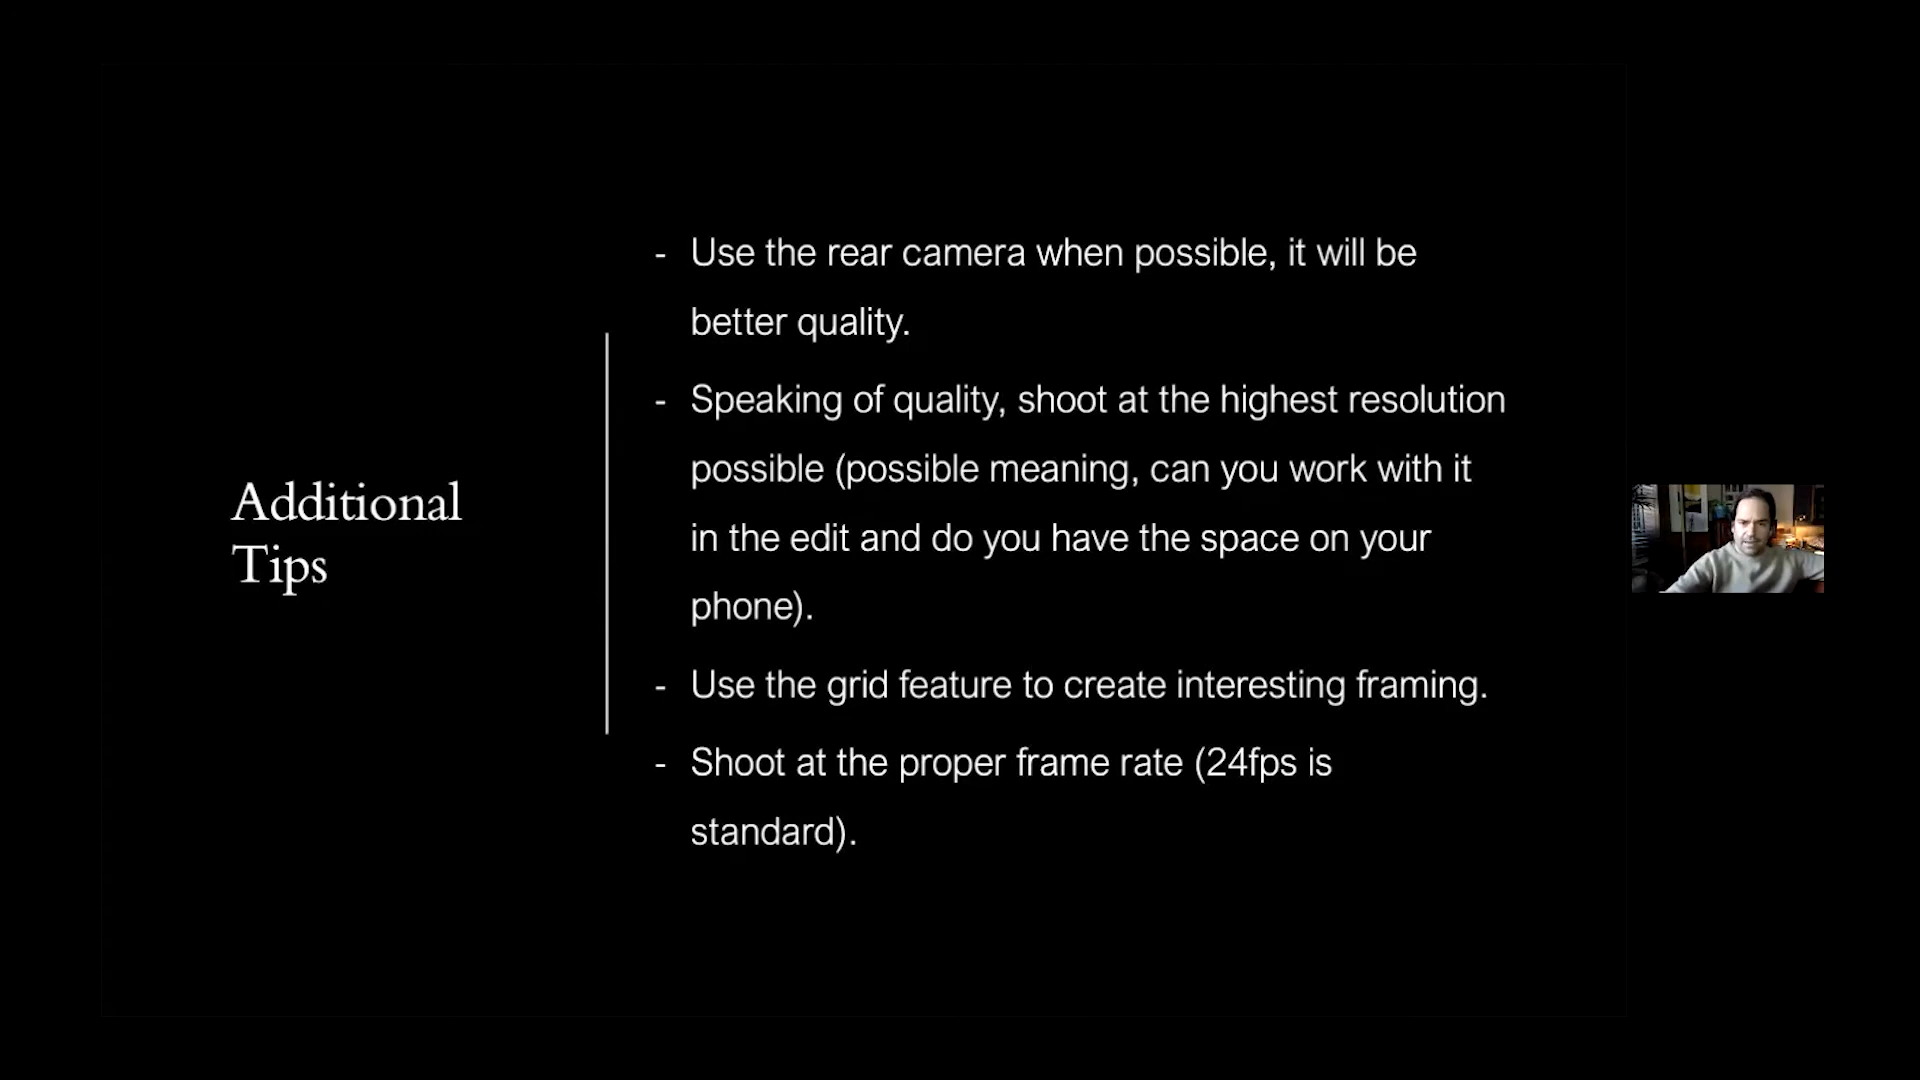 Additional
Tips
- Use the rear camera when possible, it will be
better quality.
- Speaking of quality, shoot at the highest resolution
possible (possible meaning, can you work with it
in the edit and do you have the space on your
phone).
- Use the grid feature to create interesting framing.
- Shoot at the proper frame rate (24fps is
standard).